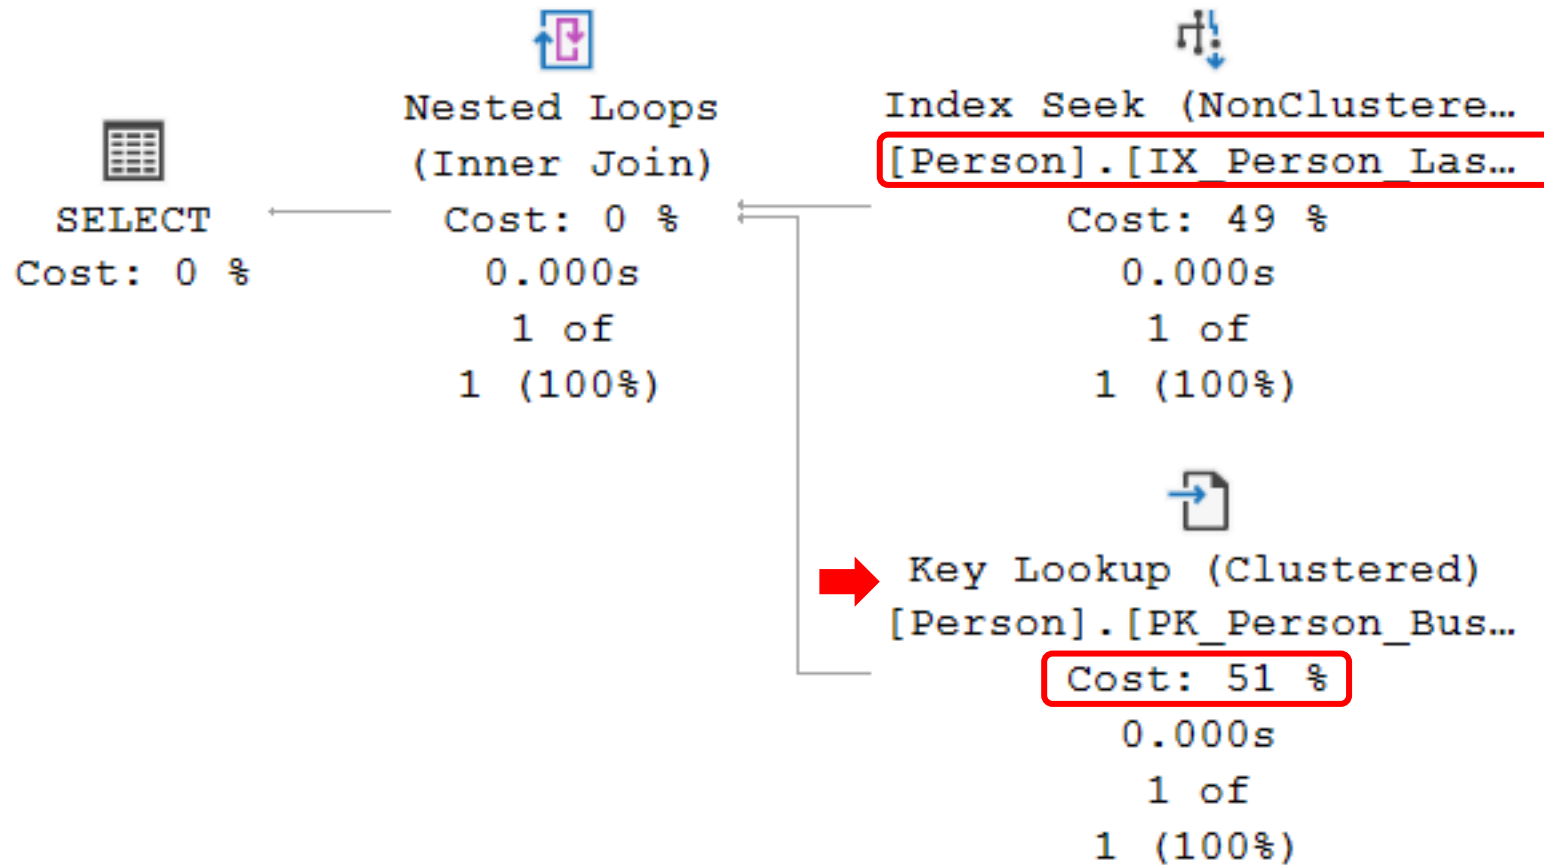 SELECT
Cost: 0 %
Nested Loops
(Inner Join)
Cost: 0 %
0.000s
1 of
1 (100%)
Index Seek (NonClustere…
[Person].[IX_Person_Las…
Cost: 49 %
0.000s
1 of
1 (100%)
Key Lookup (Clustered)
[Person].[PK_Person_Bus…
Cost: 51 %
0.000s
1 of
1 (100%)